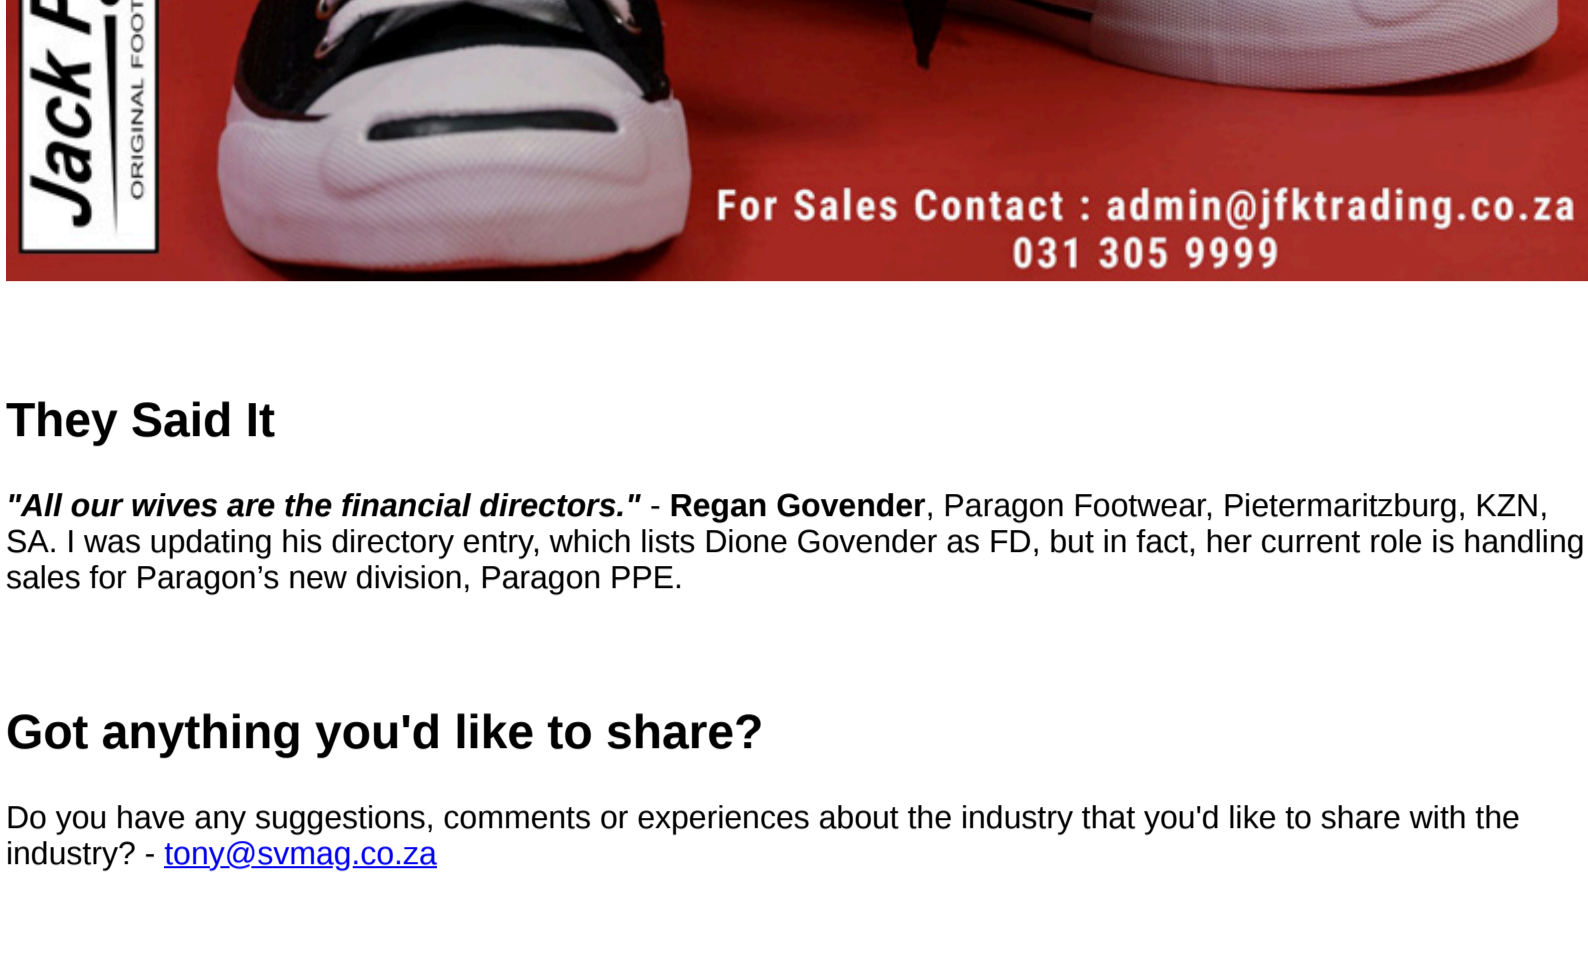 Jack
ORIGINAL
For Sales Contact : admin@jfktrading.co.za
031 305 9999
They Said It
"All our wives are the financial directors." - Regan Govender, Paragon Footwear, Pietermaritzburg, KZN,
SA. I was updating his directory entry, which lists Dione Govender as FD, but in fact, her current role is handling
sales for Paragon’s new division, Paragon PPE.
Got anything you'd like to share?
Do you have any suggestions, comments or experiences about the industry that you'd like to share with the
industry? - tony@svmag.co.za